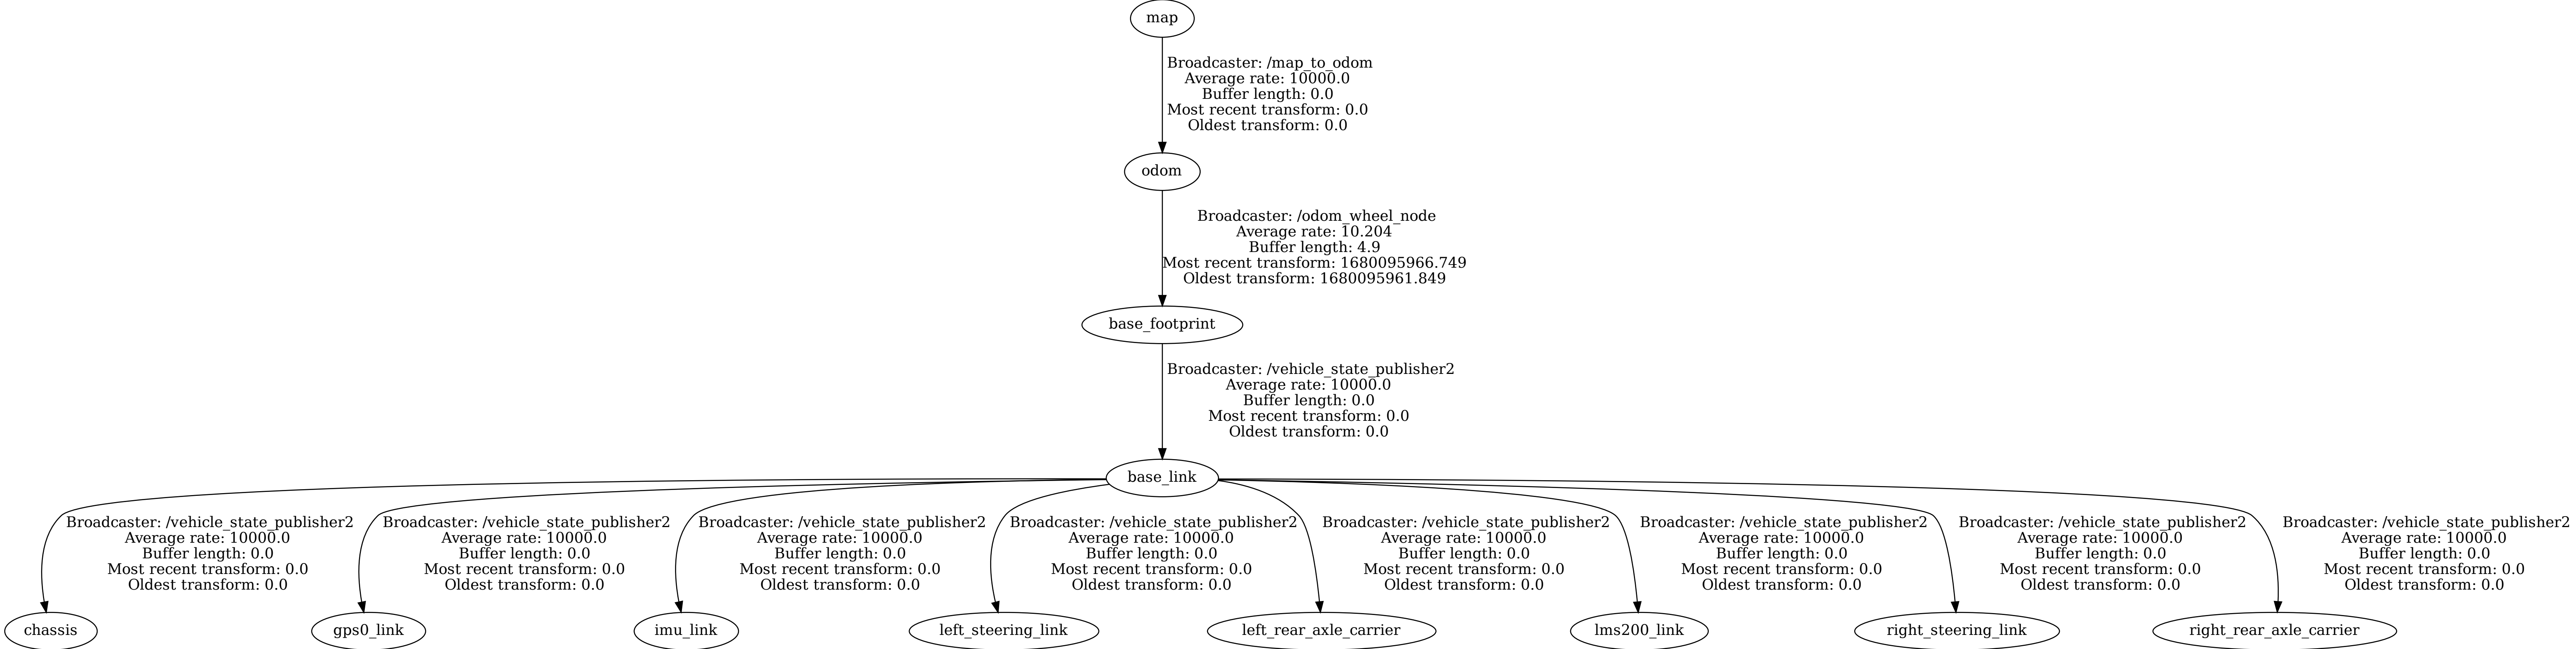 map
Broadcaster: /map_to_odom
Average rate: 10000.0
Buffer length: 0.0
Most recent transform: 0.0
Oldest transform: 0.0
odom
Broadcaster: /odom_wheel_node
Average rate: 10.204
Buffer length: 4.9
Most recent transform: 1680095966.749
Oldest transform: 1680095961.849
base_footprint
Broadcaster: /vehicle_state_publisher2
Average rate: 10000.0
Buffer length: 0.0
Most recent transform: 0.0
Oldest transform: 0.0
base_link
Broadcaster: /vehicle_state_publisher2
Average rate: 10000.0
Buffer length: 0.0
Most recent transform: 0.0
Oldest transform: 0.0
Broadcaster: /vehicle_state_publisher2
Average rate: 10000.0
Buffer length: 0.0
Most recent transform: 0.0
Oldest transform: 0.0
Broadcaster: /vehicle_state_publisher2
Average rate: 10000.0
Buffer length: 0.0
Most recent transform: 0.0
Oldest transform: 0.0
Broadcaster: /vehicle_state_publisher2
Average rate: 10000.0
Buffer length: 0.0
Most recent transform: 0.0
Oldest transform: 0.0
Broadcaster: /vehicle_state_publisher2
Average rate: 10000.0
Buffer length: 0.0
Most recent transform: 0.0
Oldest transform: 0.0
Broadcaster: /vehicle_state_publisher2
Average rate: 10000.0
Buffer length: 0.0
Most recent transform: 0.0
Oldest transform: 0.0
Broadcaster: /vehicle_state_publisher2
Average rate: 10000.0
Buffer length: 0.0
Most recent transform: 0.0
Oldest transform: 0.0
Broadcaster: /vehicle_state_publisher2
Average rate: 10000.0
Buffer length: 0.0
Most recent transform: 0.0
Oldest transform: 0.0
chassis
gps0_link
imu_link
left_steering_link
left_rear_axle_carrier
lms200_link
right_steering_link
right_rear_axle_carrier